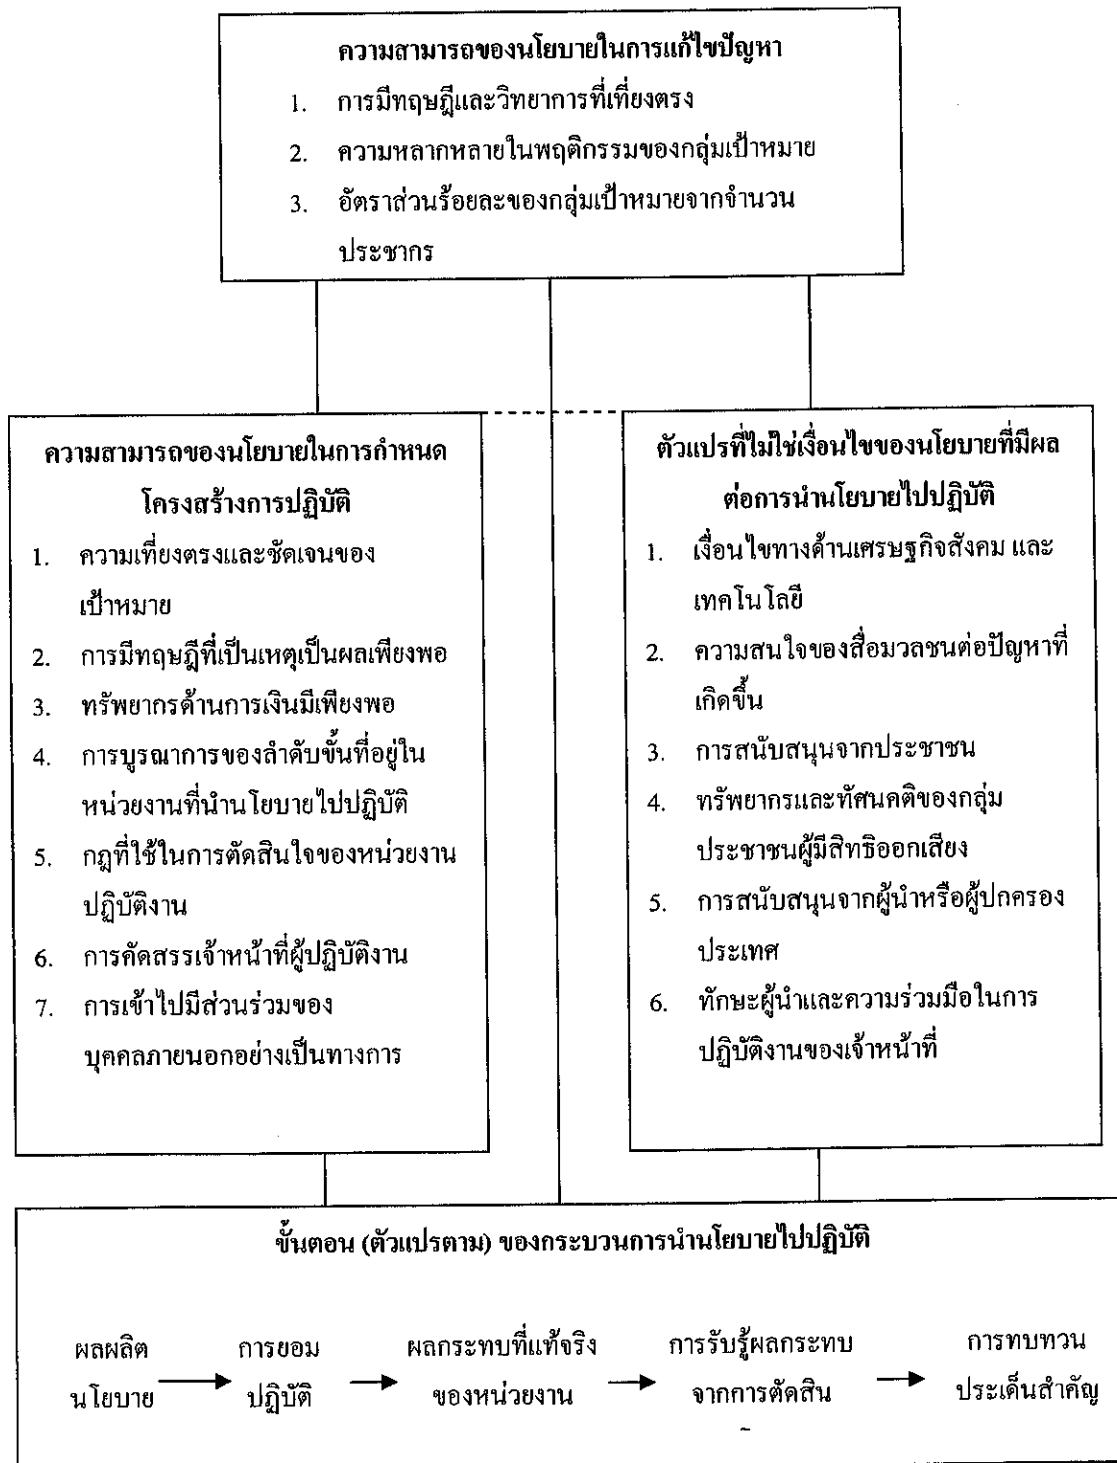 ความสามารถของนโยบายในการแก้ไขปัญหา
1. การมีทฤษฎีและวิทยาการที่เที่ยงตรง
2. ความหลากหลายในพฤติกรรมของกลุ่มเป้าหมาย
3. อัตราส่วนร้อยละของกลุ่มเป้าหมายจากจำนวน
ประชากร
ความสามารถของนโยบายในการกำหนด
โครงสร้างการปฏิบัติ
1. ความเที่ยงตรงและชัดเจนของ
เป้าหมาย
2. การมีทฤษฎีที่เป็นเหตุเป็นผลเพียงพอ
3. ทรัพยากรด้านการเงินมีเพียงพอ
4. การบูรณาการของลำดับขั้นที่อยู่ใน
หน่วยงานที่นำนโยบายไปปฏิบัติ
5. กฎที่ใช้ในการตัดสินใจของหน่วยงาน
ปฏิบัติงาน
6. การคัดสรรเจ้าหน้าที่ผู้ปฏิบัติงาน
7. การเข้าไปมีส่วนร่วมของ
บุคคลภายนอกอย่างเป็นทางการ
ตัวแปรที่ไม่ใช่เงื่อนไขของนโยบายที่มีผล
ต่อการนำนโยบายไปปฏิบัติ
1. เงื่อนไขทางด้านเศรษฐกิจสังคม และ
เทคโนโลยี
2. ความสนใจของสื่อมวลชนต่อปัญหาที่
เกิดขึ้น
3. การสนับสนุนจากประชาชน
4. ทรัพยากรและทัศนคติของกลุ่ม
ประชาชนผู้มีสิทธิออกเสียง
5. การสนับสนุนจากผู้นำหรือผู้ปกครอง
ประเทศ
6. ทักษะผู้นำและความร่วมมือในการ
ปฏิบัติงานของเจ้าหน้าที่
ขั้นตอน (ตัวแปรตาม) ของกระบวนการนำนโยบายไปปฏิบัติ
ผลผลิต
นโยบาย
การยอม
ปฏิบัติ
ผลกระทบที่แท้จริง
ของหน่วยงาน
การรับรู้ผลกระทบ
จากการตัดสิน
การทบทวน
ประเด็นสำคัญ